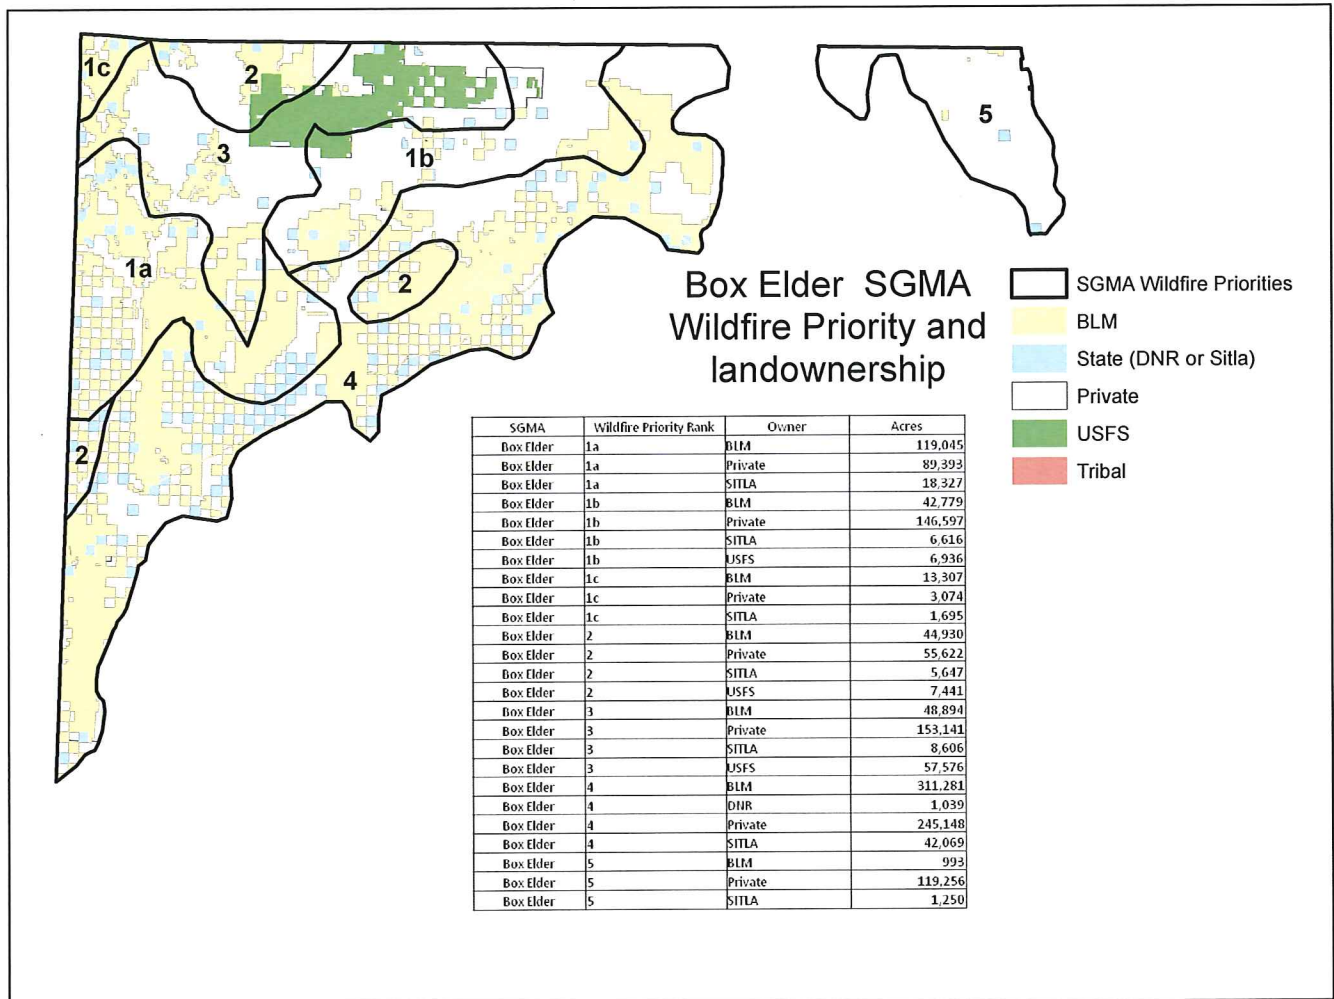 1c
2
3
1b
1a
2
4
2
5
Box Elder SGMA
Wildfire Priority and
landownership
SGMA Wildfire Priorities
BLM
State (DNR or Sitla)
Private
USFS
Tribal
SGMA Wildfire Priority Rank Owner Acres
Box Elder 1a BLM 119,045
Box Elder 1a Private 89,393
Box Elder 1a SITLA 18,327
Box Elder 1b BLM 42,779
Box Elder 1b Private 146,597
Box Elder 1b SITLA 6,616
Box Elder 1b USFS 6,936
Box Elder 1c BLM 13,307
Box Elder 1c Private 3,074
Box Elder 1c SITLA 1,695
Box Elder 2 BLM 44,930
Box Elder 2 Private 55,622
Box Elder 2 SITLA 5,647
Box Elder 2 USFS 7,441
Box Elder 3 BLM 48,894
Box Elder 3 Private 153,141
Box Elder 3 SITLA 8,606
Box Elder 3 USFS 57,576
Box Elder 4 BLM 311,281
Box Elder 4 DNR 1,039
Box Elder 4 Private 245,148
Box Elder 4 SITLA 42,069
Box Elder 5 BLM 993
Box Elder 5 Private 119,256
Box Elder 5 SITLA 1,250